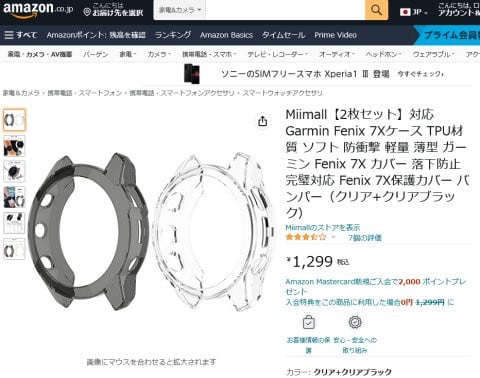 amazon.co.jp
こんにちは
お届け先を選択
家電&カメラ
JP
こんにちは、ロ
アカウント&
すべて Amazonポイント: 残高を確認 ランキング Amazon Basics タイムセール Prime Video プライム会員
家電・カメラ・AV機器 バーゲン 家電 カメラ 携帯電話・スマホ テレビ・レコーダー オーディオ ヘッドホン ウェアラブル ア
ソニーのSIMフリースマホ Xperia1 III 登場 今すぐチェック
家電&カメラ › 携帯電話・スマートフォン › 携帯電話・スマートフォンアクセサリ › スマートウォッチアクセサリ
Miimall【2枚セット】対応
Garmin Fenix 7Xケース TPU材
質 ソフト 防衝撃 軽量 薄型 ガー
ミン Fenix 7X カバー 落下防止
完璧対応 Fenix 7X保護カバー バ
ンパー（クリア+クリアブラッ
ク）
Miimallのストアを表示
7個の評価
¥1,299 税込
Amazon Mastercard新規ご入会で2,000 ポイントプレ
ゼント
入会特典をこの商品に利用した場合0円 1,299円 に
お客様情報の保
護
安心・安全への
取り組み
画像にマウスを合わせると拡大されます
カラー: クリア+クリアブラック